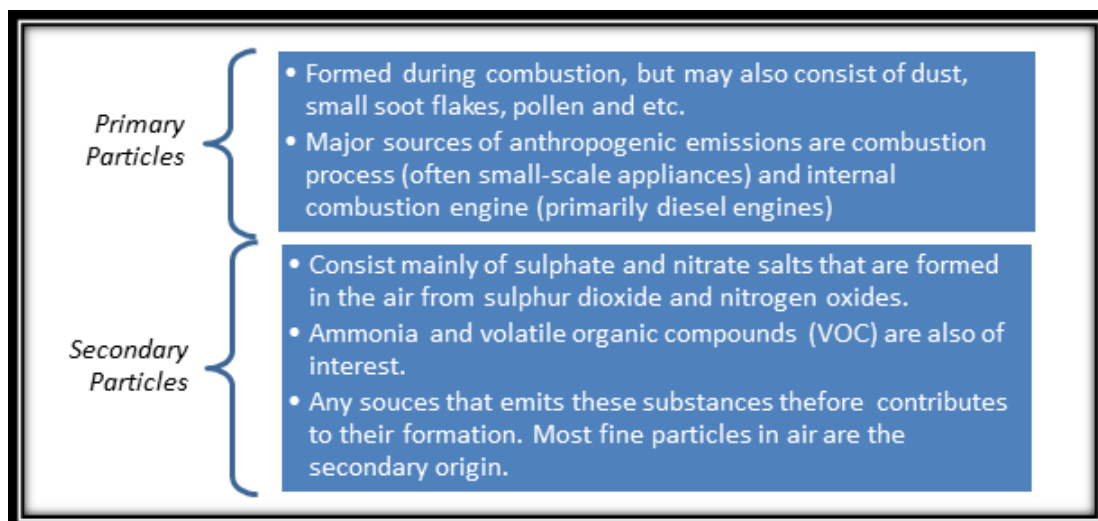 Primary
Particles
• Formed during combustion, but may also consist of dust,
small soot flakes, pollen and etc.
• Major sources of anthropogenic emissions are combustion
process (often small-scale appliances) and internal
combustion engine (primarily diesel engines)
Secondary
Particles
• Consist mainly of sulphate and nitrate salts that are formed
in the air from sulphur dioxide and nitrogen oxides.
• Ammonia and volatile organic compounds (VOC) are also of
interest.
• Any souces that emits these substances thefore contributes
to their formation. Most fine particles in air are the
secondary origin.